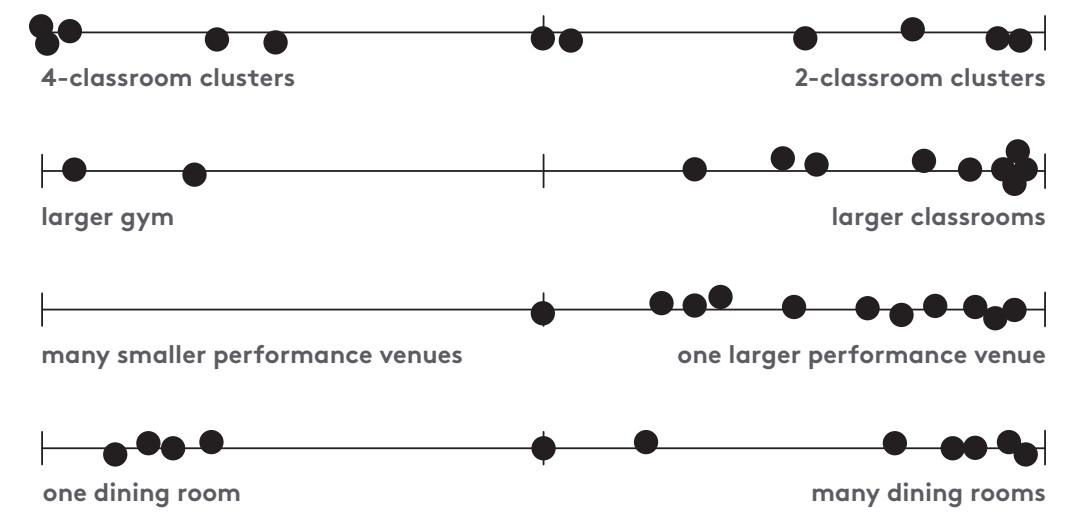 4-classroom clusters
2-classroom clusters
larger gym
larger classrooms
many smaller performance venues
one larger performance venue
one dining room
many dining rooms